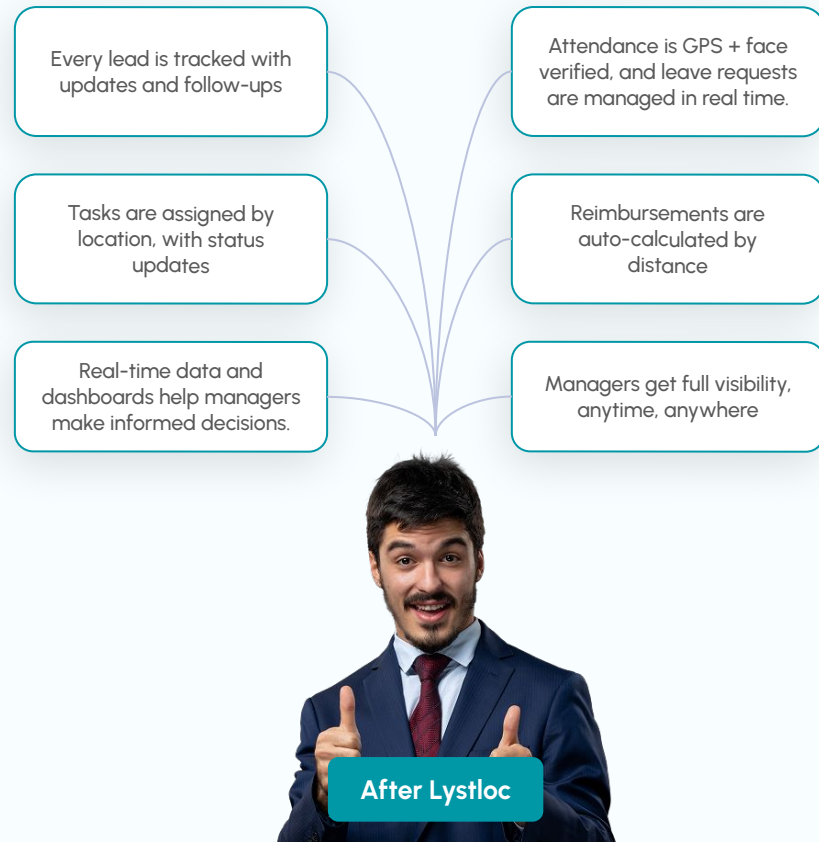 Every lead is tracked with
updates and follow-ups
Attendance is GPS + face
verified, and leave requests
are managed in real time.
Tasks are assigned by
location, with status
updates
Reimbursements are
auto-calculated by
distance
Real-time data and
dashboards help managers
make informed decisions.
Managers get full visibility,
anytime, anywhere
After Lystloc